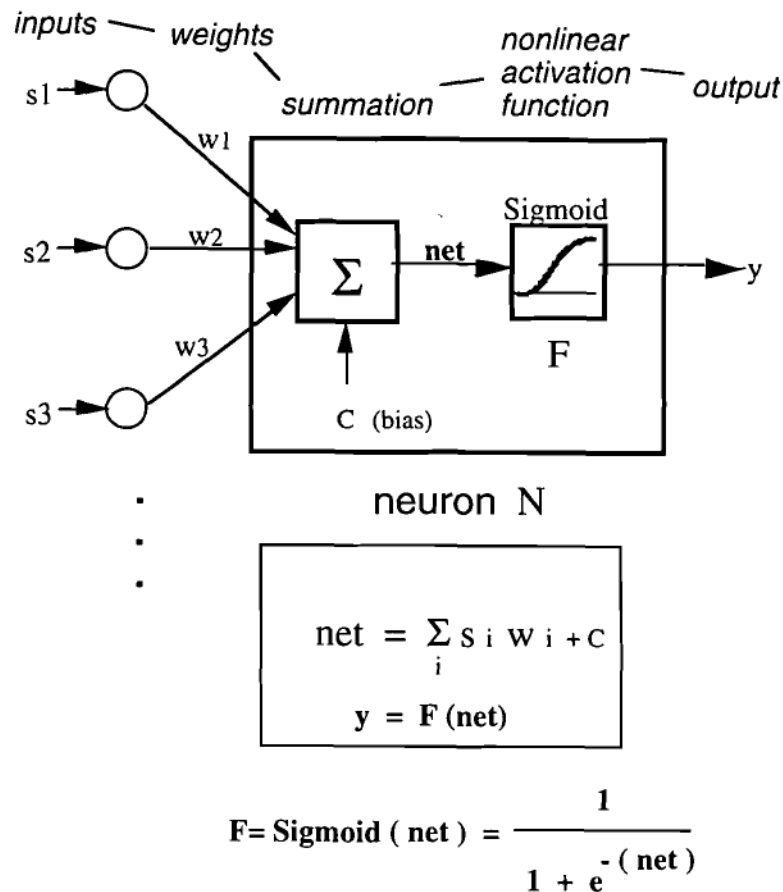 inputs weights
nonlinear activation function
output
summation
s1
w1
s2
w2
s3
w3
Σ
net
Sigmoid
F
y
C (bias)
neuron N
net = Σ i s i w i + C
y = F (net)
F= Sigmoid ( net ) = 1 / 1 + e -( net )